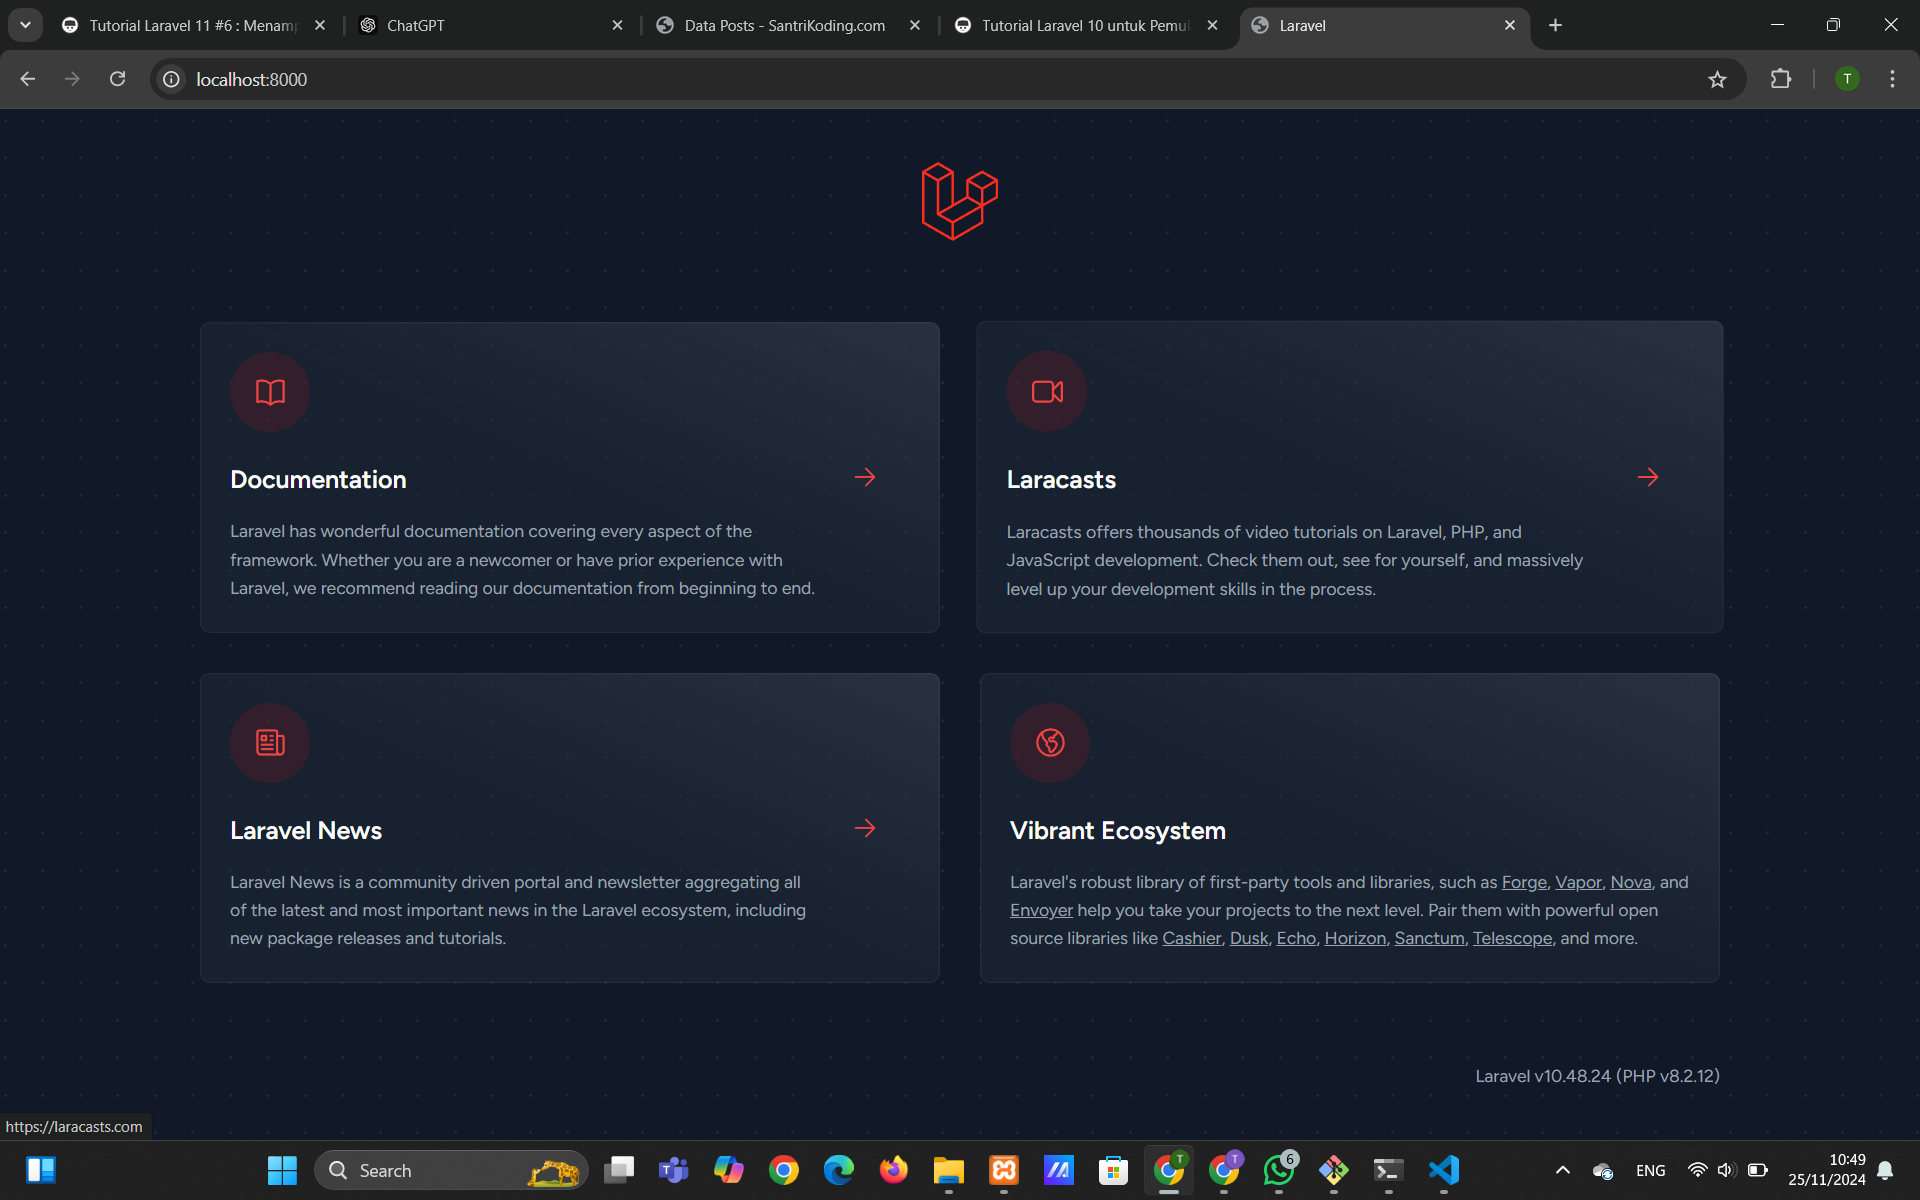 Tutorial Laravel 11 #6 : Menamp
ChatGPT
Data Posts - SantriKoding.com
Tutorial Laravel 10 untuk Pemul
Laravel
localhost:8000
T
Documentation
Laravel has wonderful documentation covering every aspect of the
framework. Whether you are a newcomer or have prior experience with
Laravel, we recommend reading our documentation from beginning to end.
Laracasts
Laracasts offers thousands of video tutorials on Laravel, PHP, and
JavaScript development. Check them out, see for yourself, and massively
level up your development skills in the process.
Laravel News
Laravel News is a community driven portal and newsletter aggregating all
of the latest and most important news in the Laravel ecosystem, including
new package releases and tutorials.
Vibrant Ecosystem
Laravel's robust library of first-party tools and libraries, such as Forge, Vapor, Nova, and
Envoyer help you take your projects to the next level. Pair them with powerful open
source libraries like Cashier, Dusk, Echo, Horizon, Sanctum, Telescope, and more.
Laravel v10.48.24 (PHP v8.2.12)
https://laracasts.com
Search
T
T
T
6
ENG
10:49
25/11/2024